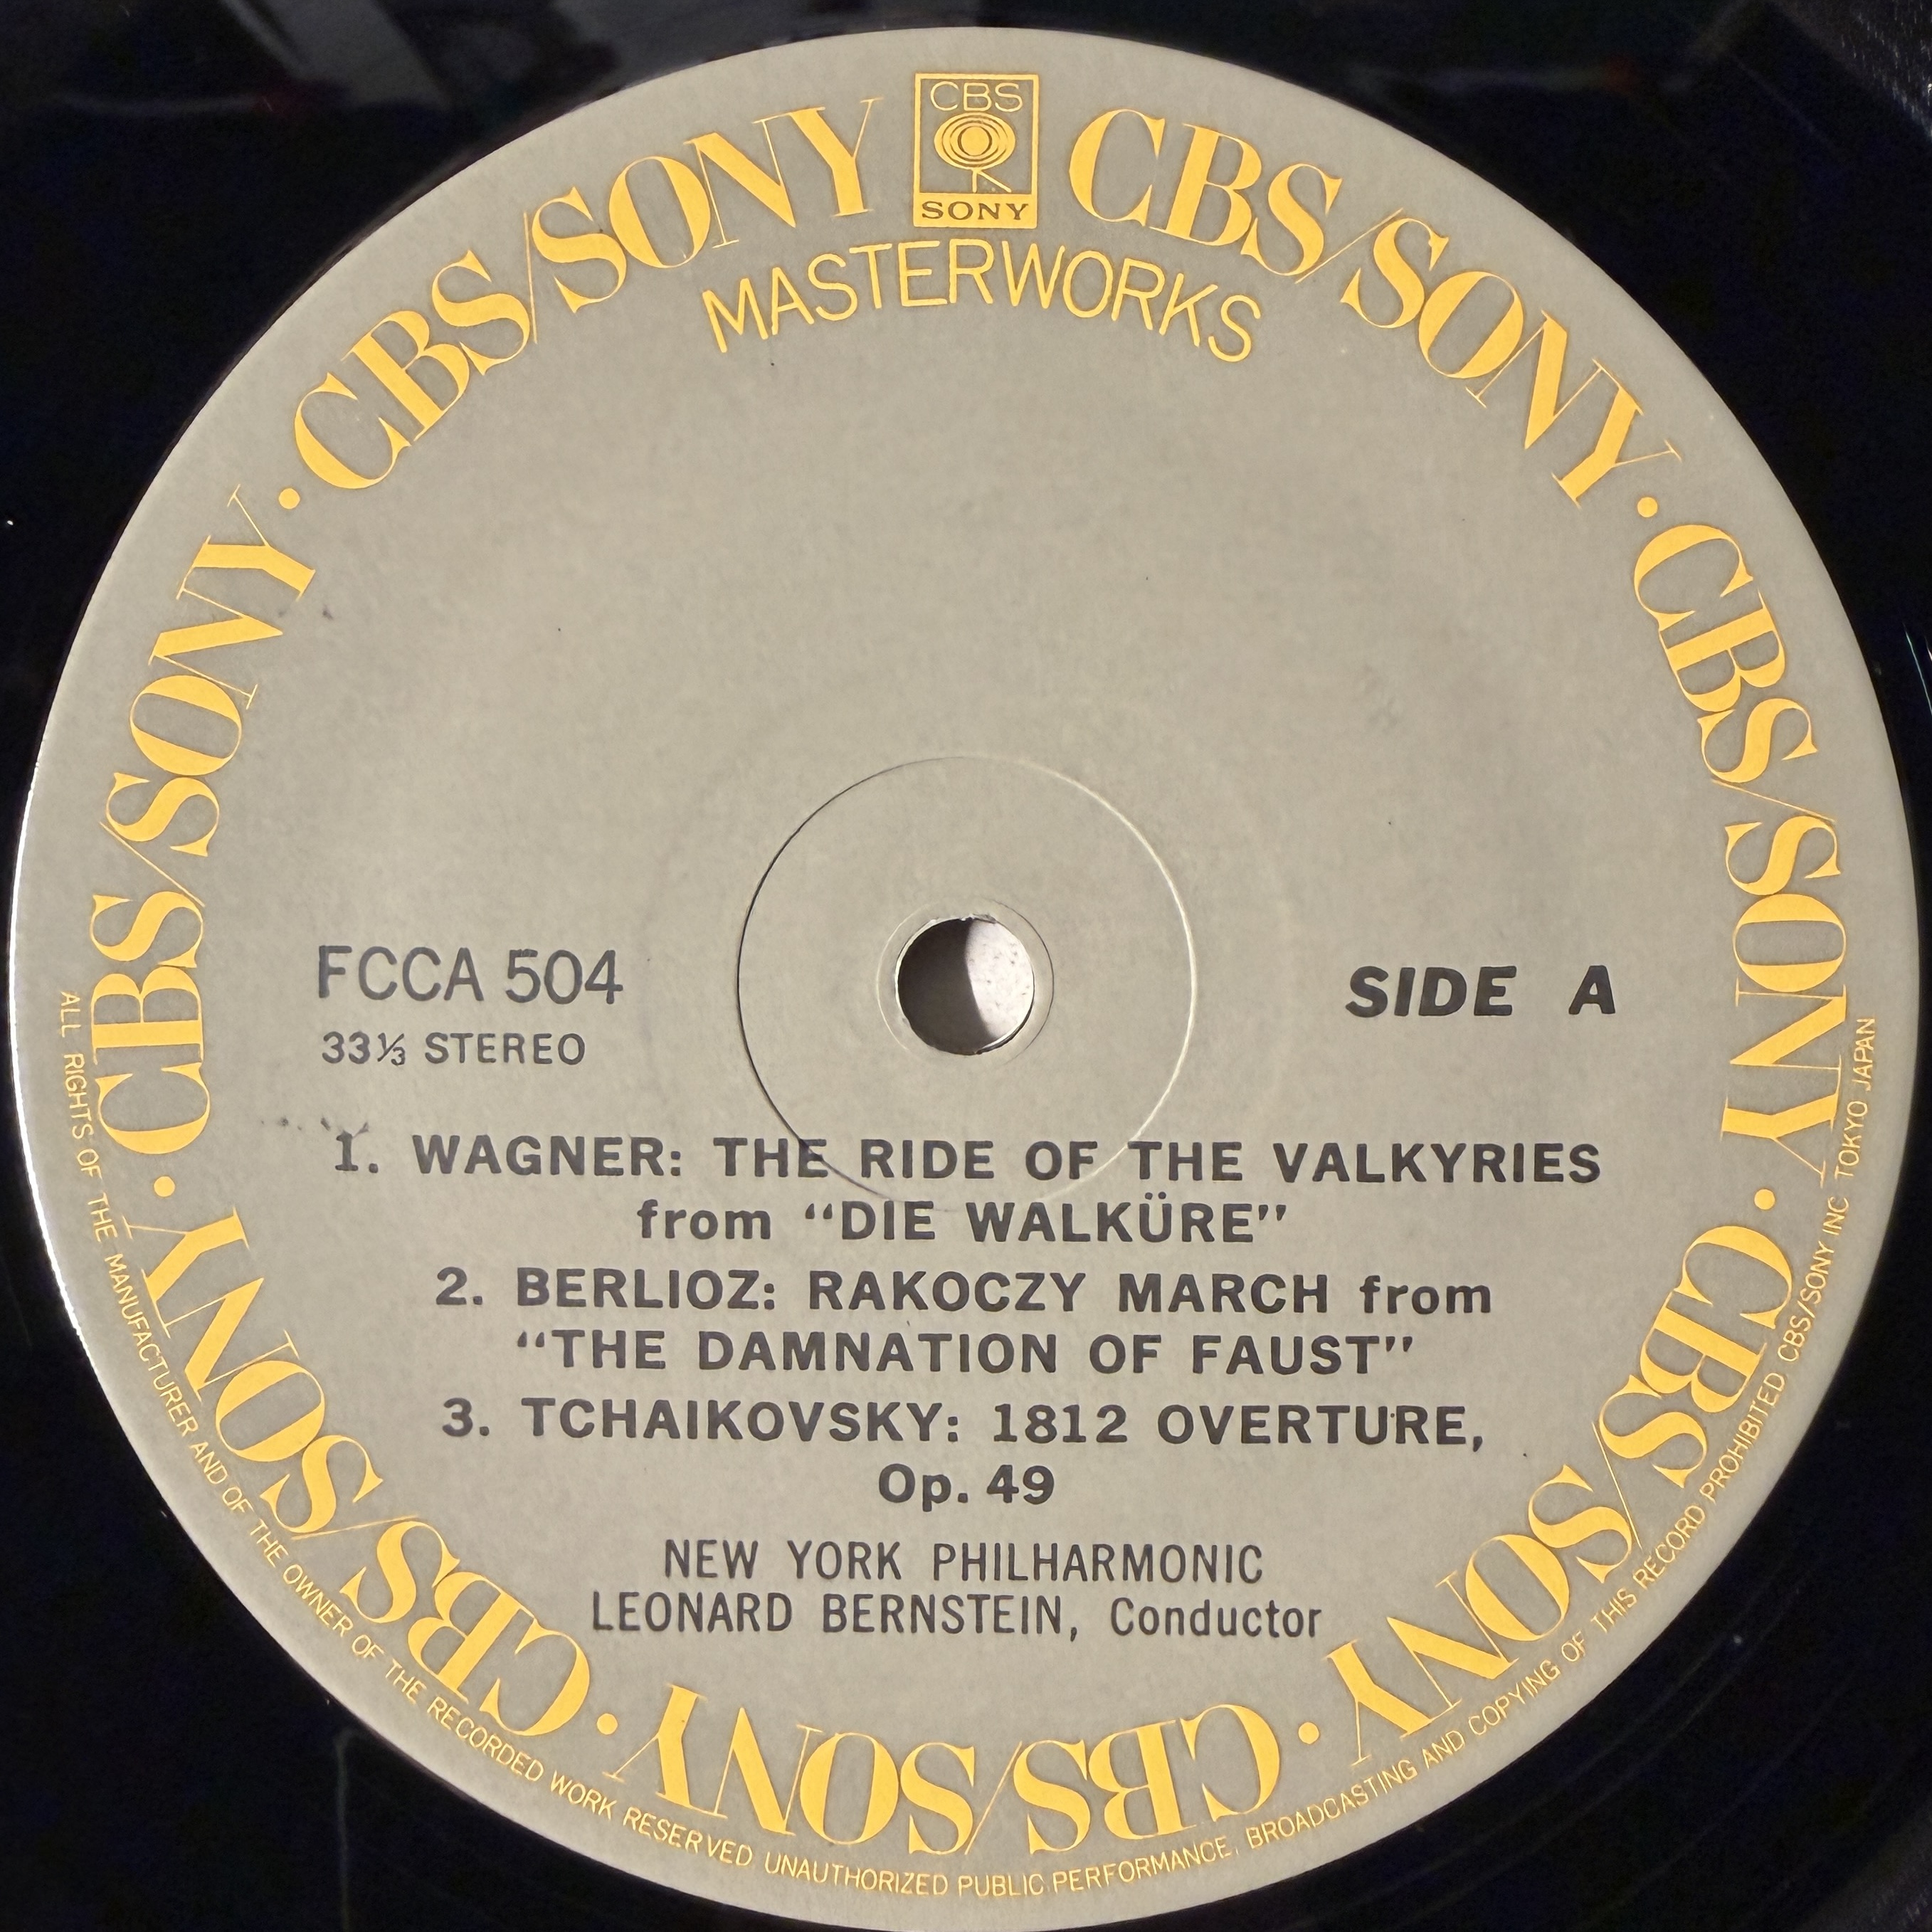 CBS
SONY
CBS/SONY CBS/SONY · CBS/SONY · CBS/SONY · CBS/SONY · CBS/SONY · CBS/SONY · CBS/SONY
MASTERWORKS
FCCA 504
33⅓ STEREO
SIDE A
1. WAGNER: THE RIDE OF THE VALKYRIES
from “DIE WALKÜRE”
2. BERLIOZ: RAKOCZY MARCH from
“THE DAMNATION OF FAUST”
3. TCHAIKOVSKY: 1812 OVERTURE,
Op. 49
NEW YORK PHILHARMONIC
LEONARD BERNSTEIN, Conductor
ALL RIGHTS OF THE MANUFACTURER AND OF THE OWNER OF THE RECORDED WORK RESERVED UNAUTHORIZED PUBLIC PERFORMANCE, BROADCASTING AND COPYING OF THIS RECORD PROHIBITED CBS/SONY INC TOKYO JAPAN